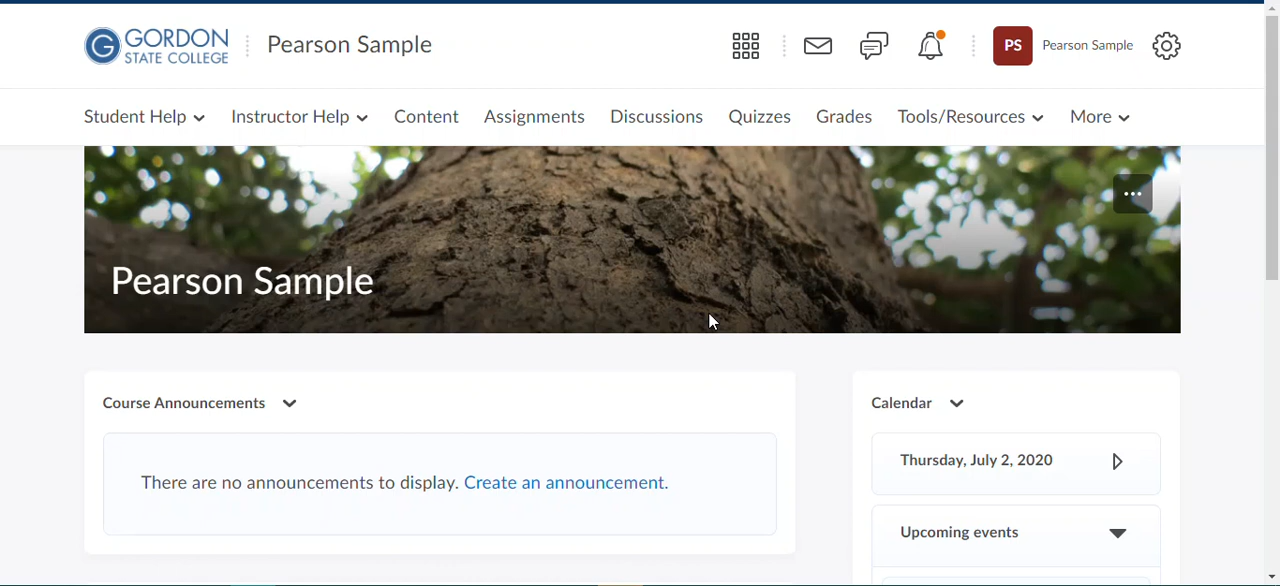 GORDON
STATE COLLEGE
Pearson Sample
PS
Pearson Sample
Student Help
Instructor Help
Content
Assignments
Discussions
Quizzes
Grades
Tools/Resources
More
Pearson Sample
Course Announcements
There are no announcements to display. Create an announcement.
Calendar
Thursday, July 2, 2020
Upcoming events